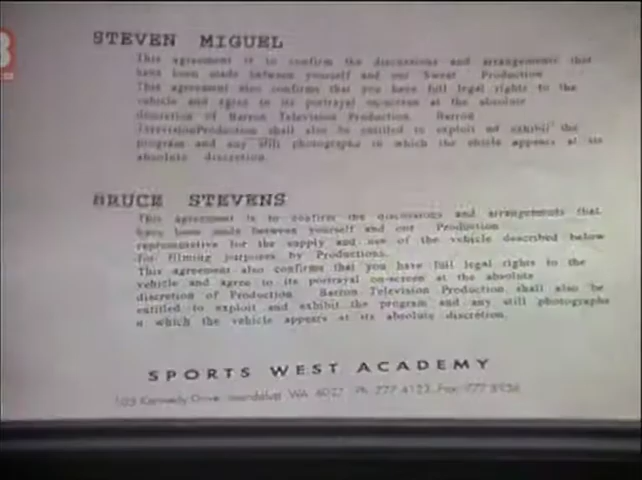 STEVEN MIGUEL
This agreement is to confirm the discussions and arrangements that
have been made between yourself and our Sweat Production
This agreement also confirms that you have full legal rights to the
vehicle and agree to its portrayal on-screen at the absolute
discretion of Barron Television Production. Barron
Production shall also be entitled to exploit exhibit the
program and any still photographs in which the appears at its
absolute discretion.
BRUCE STEVENS
This agreement is to confirm the discussions and arrangements that
have been made between yourself and our Production
representative for the supply and use of the vehicle described below
for filming purposes by Productions.
This agreement also confirms that you have full legal rights to the
vehicle and agree to its portrayal on-screen at the absolute
discretion of Production Barron Television Production shall also be
entitled to exploit and exhibit the program and any still photographs
n which the vehicle appears at its absolute discretion.
SPORTS WEST ACADEMY
Kennedy Drive WA Ph 777 4123 Fax